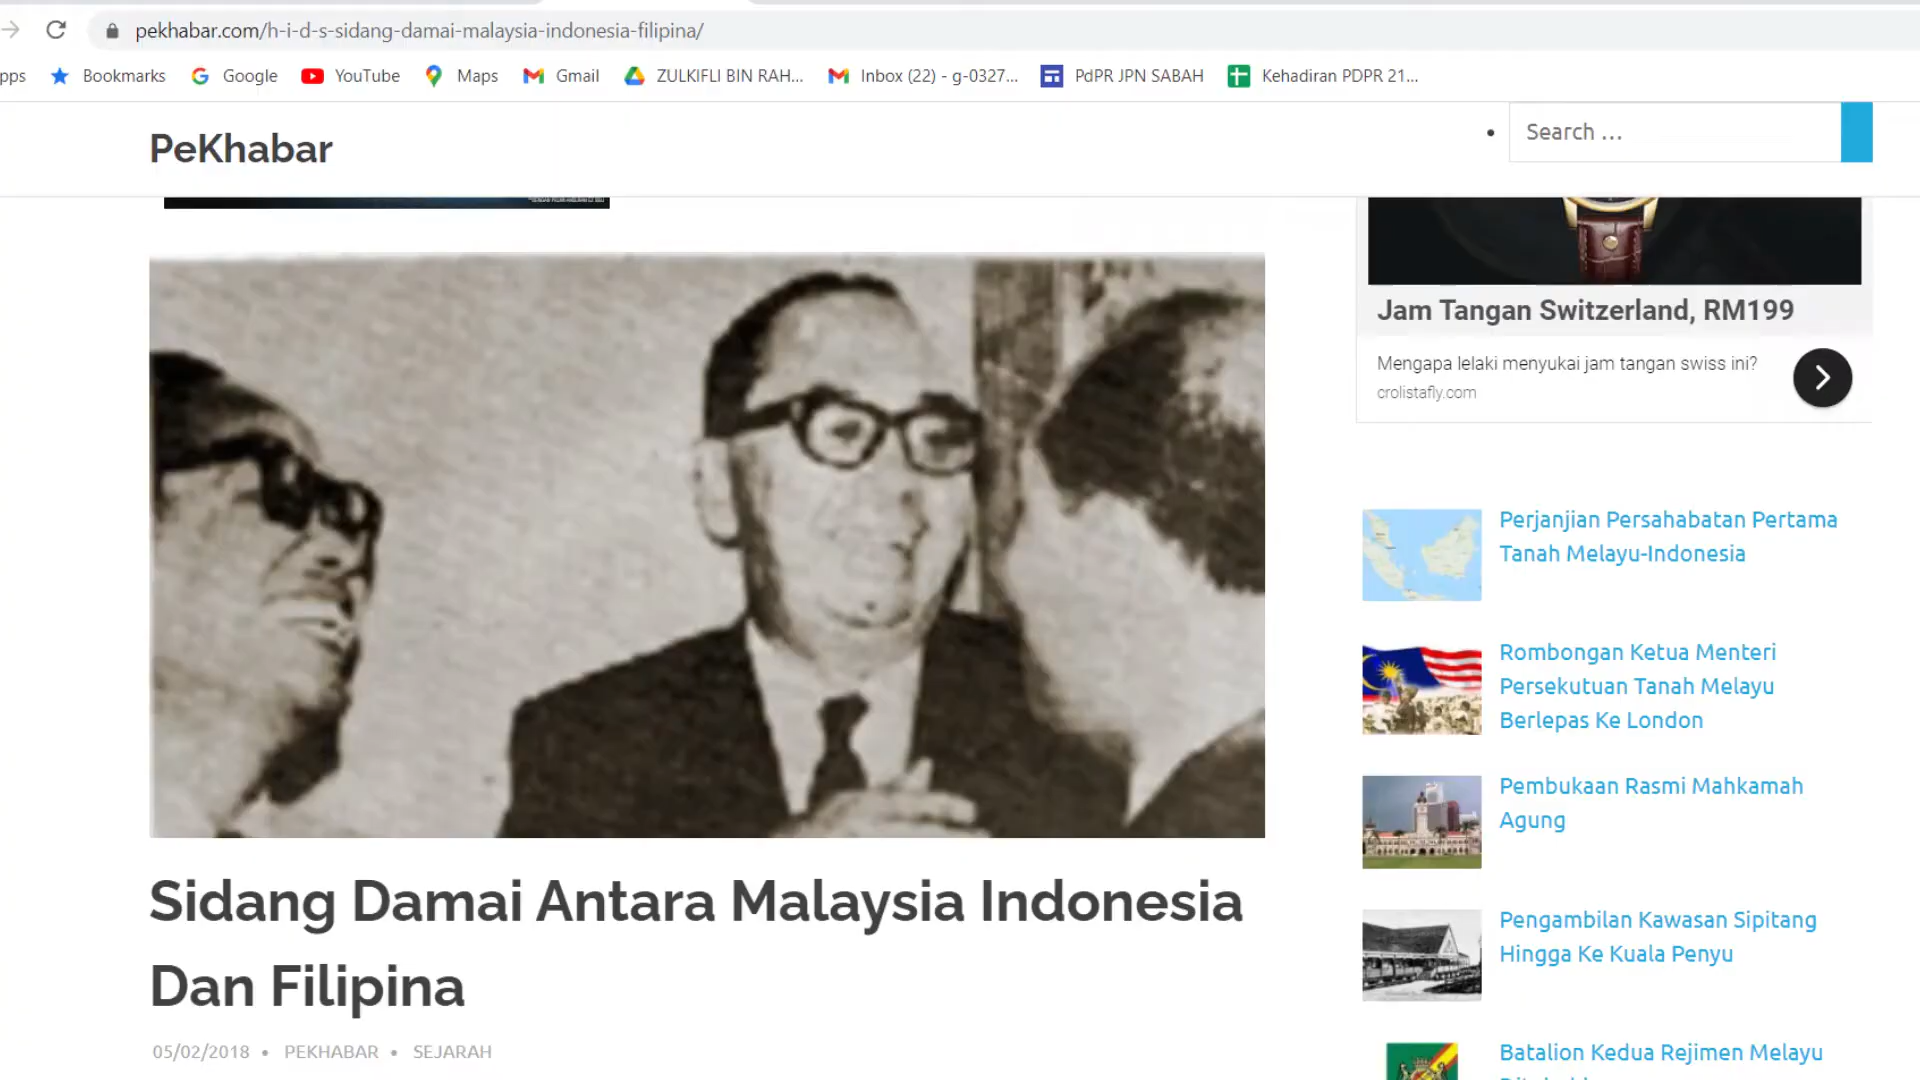 pekhabar.com/h-i-d-s-sidang-damai-malaysia-indonesia-filipina/
pps Bookmarks Google YouTube Maps Gmail ZULKIFLI BIN RAH... Inbox (22) - g-0327... PdPR JPN SABAH Kehadiran PDPR 21...
PeKhabar
• Search ...
Jam Tangan Switzerland, RM199
Mengapa lelaki menyukai jam tangan swiss ini?
crolistafly.com
Perjanjian Persahabatan Pertama
Tanah Melayu-Indonesia
Rombongan Ketua Menteri
Persekutuan Tanah Melayu
Berlepas Ke London
Pembukaan Rasmi Mahkamah
Agung
Pengambilan Kawasan Sipitang
Hingga Ke Kuala Penyu
Batalion Kedua Rejimen Melayu
Sidang Damai Antara Malaysia Indonesia
Dan Filipina
05/02/2018 • PEKHABAR • SEJARAH